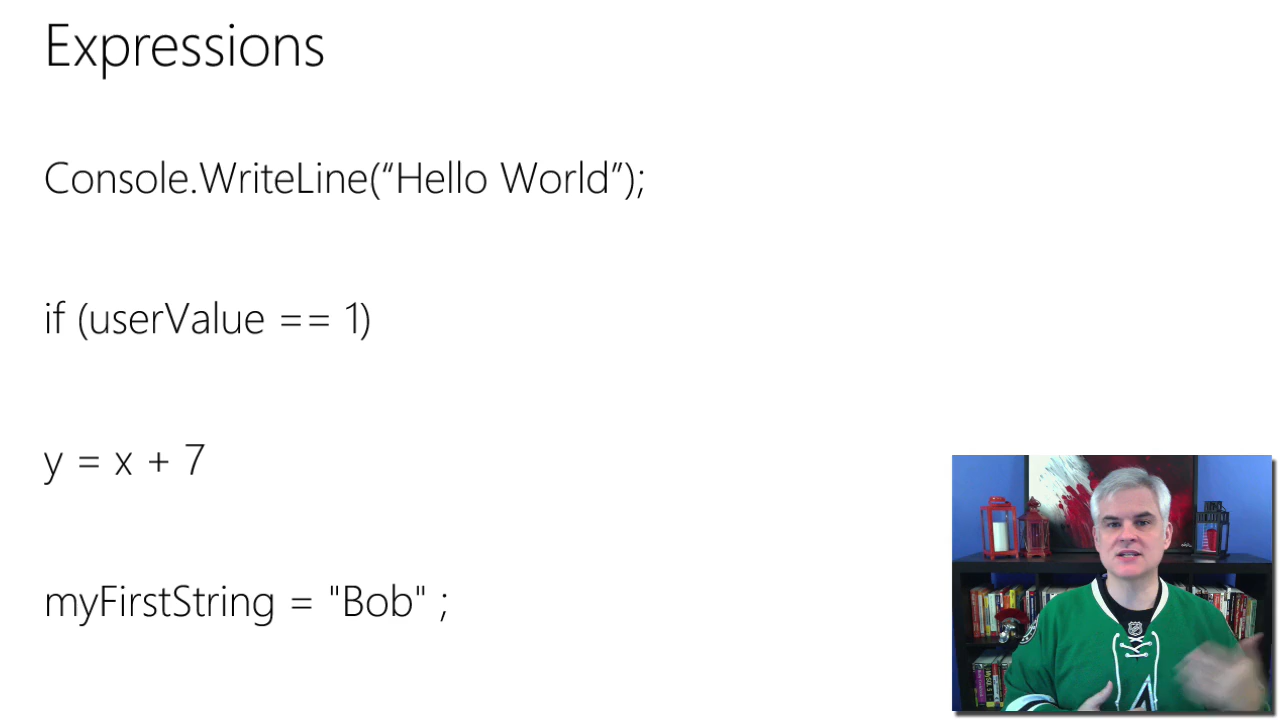 Expressions
Console.WriteLine(“Hello World”);
if (userValue == 1)
y = x + 7
myFirstString = "Bob" ;